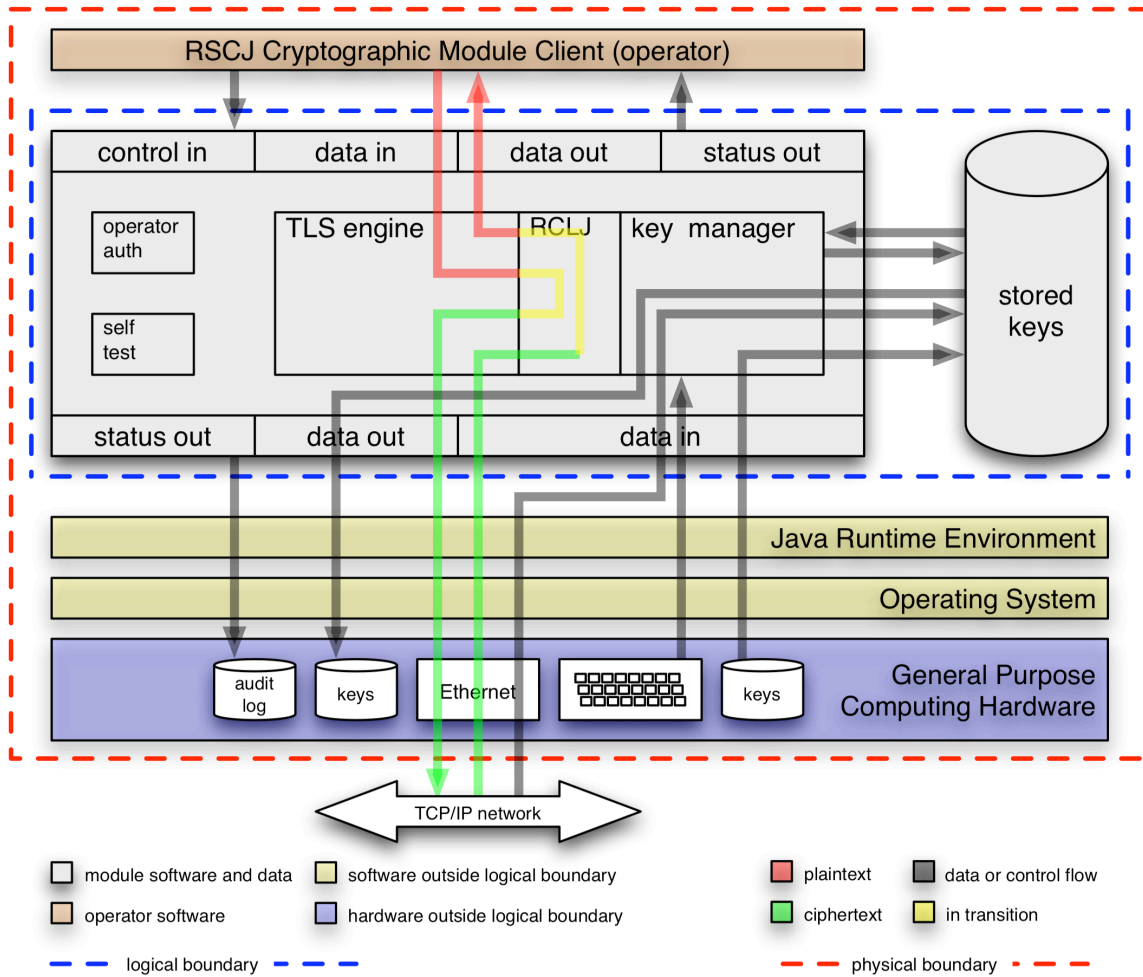 RSCJ Cryptographic Module Client (operator)
control in
data in
data out
status out
operator
auth
TLS engine
RCLJ
key manager
stored
keys
self
test
status out
data out
data in
Java Runtime Environment
Operating System
General Purpose
Computing Hardware
audit
log
keys
Ethernet
keys
TCP/IP network
module software and data
software outside logical boundary
plaintext
data or control flow
operator software
hardware outside logical boundary
ciphertext
in transition
logical boundary
physical boundary